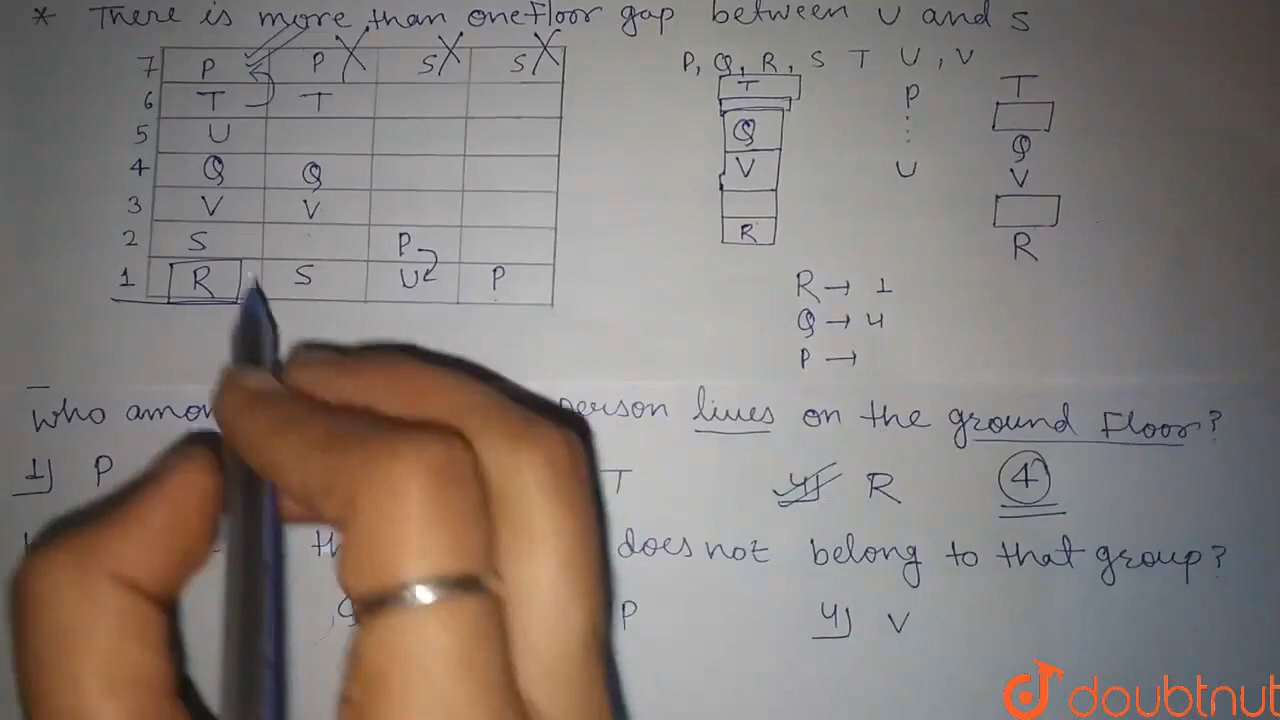 * There is more than one floor gap between U and S
P, Q, R, S T U, V
7 P P S S
6 T T
5 U
4 Q Q
3 V V
2 S P
1 R S U P
T
Q
V
R
P
U
T
Q
V
R
R → 1
Q → 4
P →
Who person lives on the ground Floor?
1) P T 4) R 4
does not belong to that group?
P 4) V
doubtnut